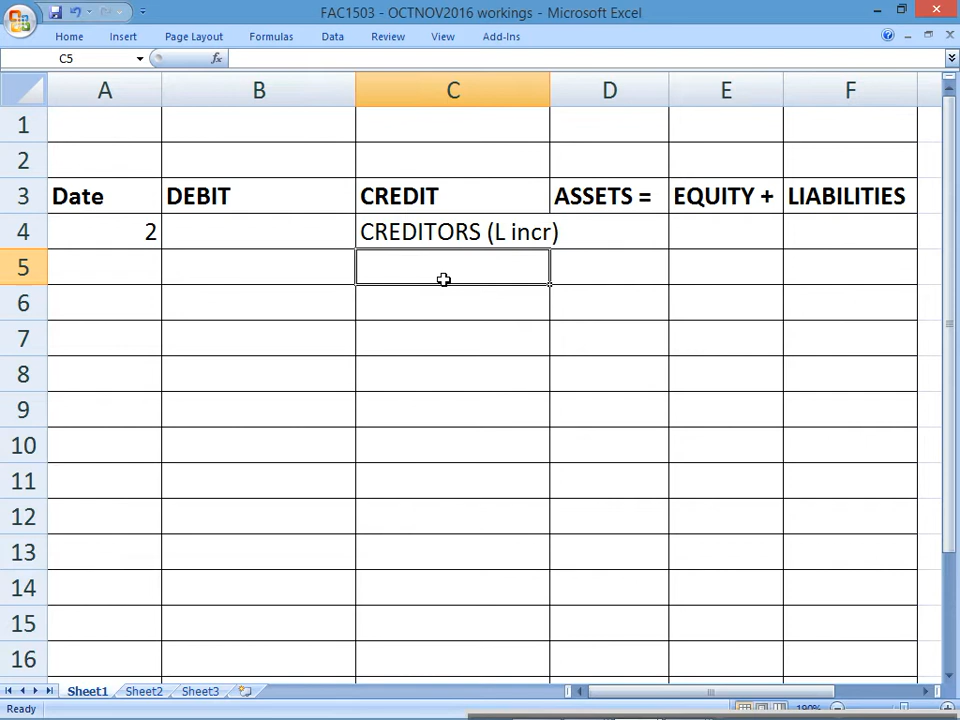 FAC1503 - OCTNOV2016 workings - Microsoft Excel
Home Insert Page Layout Formulas Data Review View Add-Ins
C5 fx
A B C D E F
1
2
3 Date DEBIT CREDIT ASSETS = EQUITY + LIABILITIES
4 2 CREDITORS (L incr)
5
6
7
8
9
10
11
12
13
14
15
16
Sheet1 Sheet2 Sheet3
Ready 190%